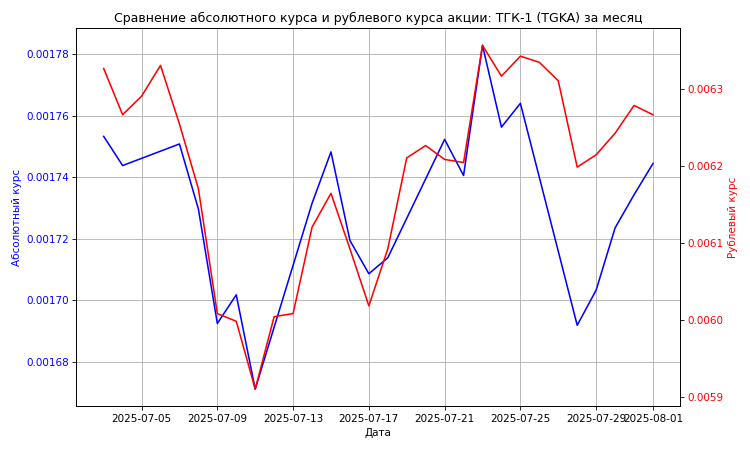 Сравнение абсолютного курса и рублевого курса акции: ТГК-1 (TGKA) за месяц
0.00178
0.00176
0.00174
0.00172
0.00170
0.00168
Абсолютный курс
0.0063
0.0062
0.0061
0.0060
0.0059
Рублевый курс
2025-07-05 2025-07-09 2025-07-13 2025-07-17 2025-07-21 2025-07-25 2025-07-29 2025-08-01
Дата